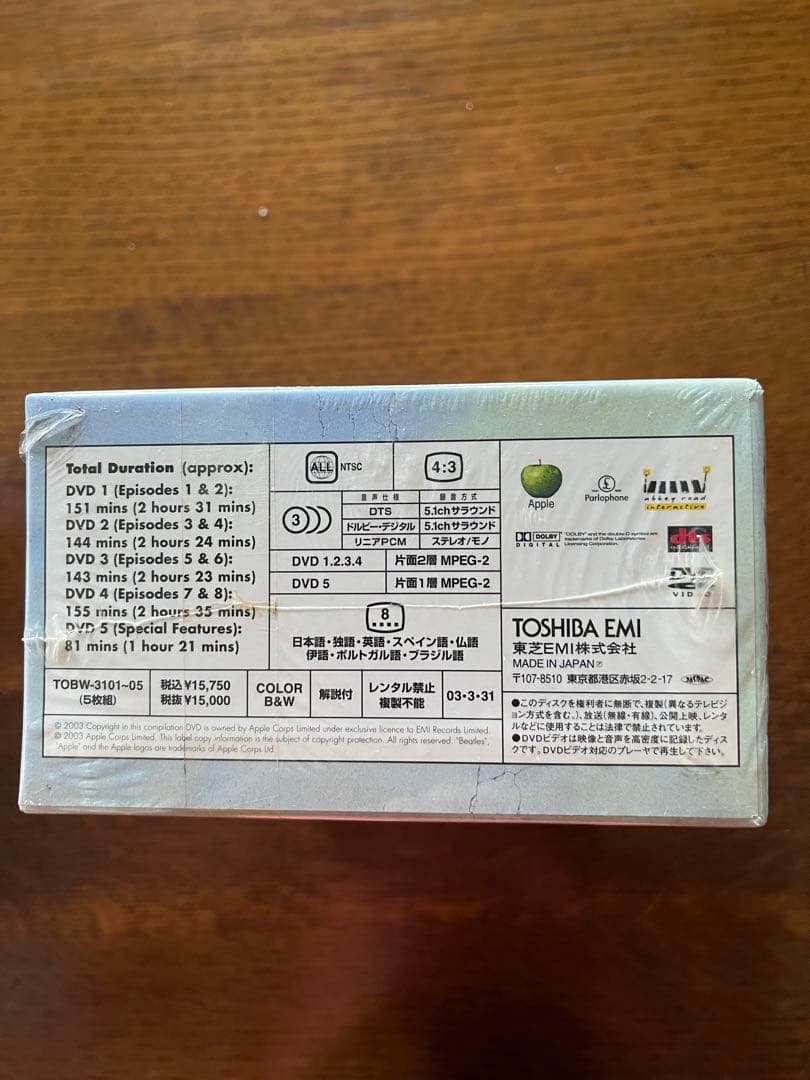 Total Duration (approx):
DVD 1 (Episodes 1 & 2):
151 mins (2 hours 31 mins)
DVD 2 (Episodes 3 & 4):
144 mins (2 hours 24 mins)
DVD 3 (Episodes 5 & 6):
143 mins (2 hours 23 mins)
DVD 4 (Episodes 7 & 8):
155 mins (2 hours 35 mins)
DVD 5 (Special Features):
81 mins (1 hour 21 mins)
ALL NTSC
4:3
3
音声仕様 録音方式
DTS 5.1chサラウンド
ドルビー・デジタル 5.1chサラウンド
リニアPCM ステレオ/モノ
DVD 1.2.3.4 片面2層 MPEG-2
DVD 5 片面1層 MPEG-2
8
日本語・独語・英語・スペイン語・仏語
伊語・ポルトガル語・ブラジル語
Apple
Parlophone
abbey road
interactive
DOLBY
DIGITAL
"DOLBY" and the double-D symbol are
trademarks of Dolby Laboratories
Licensing Corporation.
dts
DVD
VIDEO
TOSHIBA EMI
東芝EMI株式会社
MADE IN JAPAN Ⓟ
〒107-8510 東京都港区赤坂2-2-17
TOBW-3101~05
(5枚組)
税込¥15,750
税抜¥15,000
COLOR
B&W
解説付
レンタル禁止
複製不能
03・3・31
●このディスクを権利者に無断で、複製(異なるテレビジ
ョン方式を含む。)、放送(無線・有線)、公開上映、レンタ
ルなどに使用することは法律で禁止されています。
●DVDビデオは映像と音声を高密度に記録したディス
クです。DVDビデオ対応のプレーヤで再生して下さい。
© 2003 Copyright in this compilation DVD is owned by Apple Corps Limited under exclusive licence to EMI Records Limited.
© 2003 Apple Corps Limited. This label copy information is the subject of copyright protection. All rights reserved. "Beatles",
"Apple" and the Apple logos are trademarks of Apple Corps Ltd.